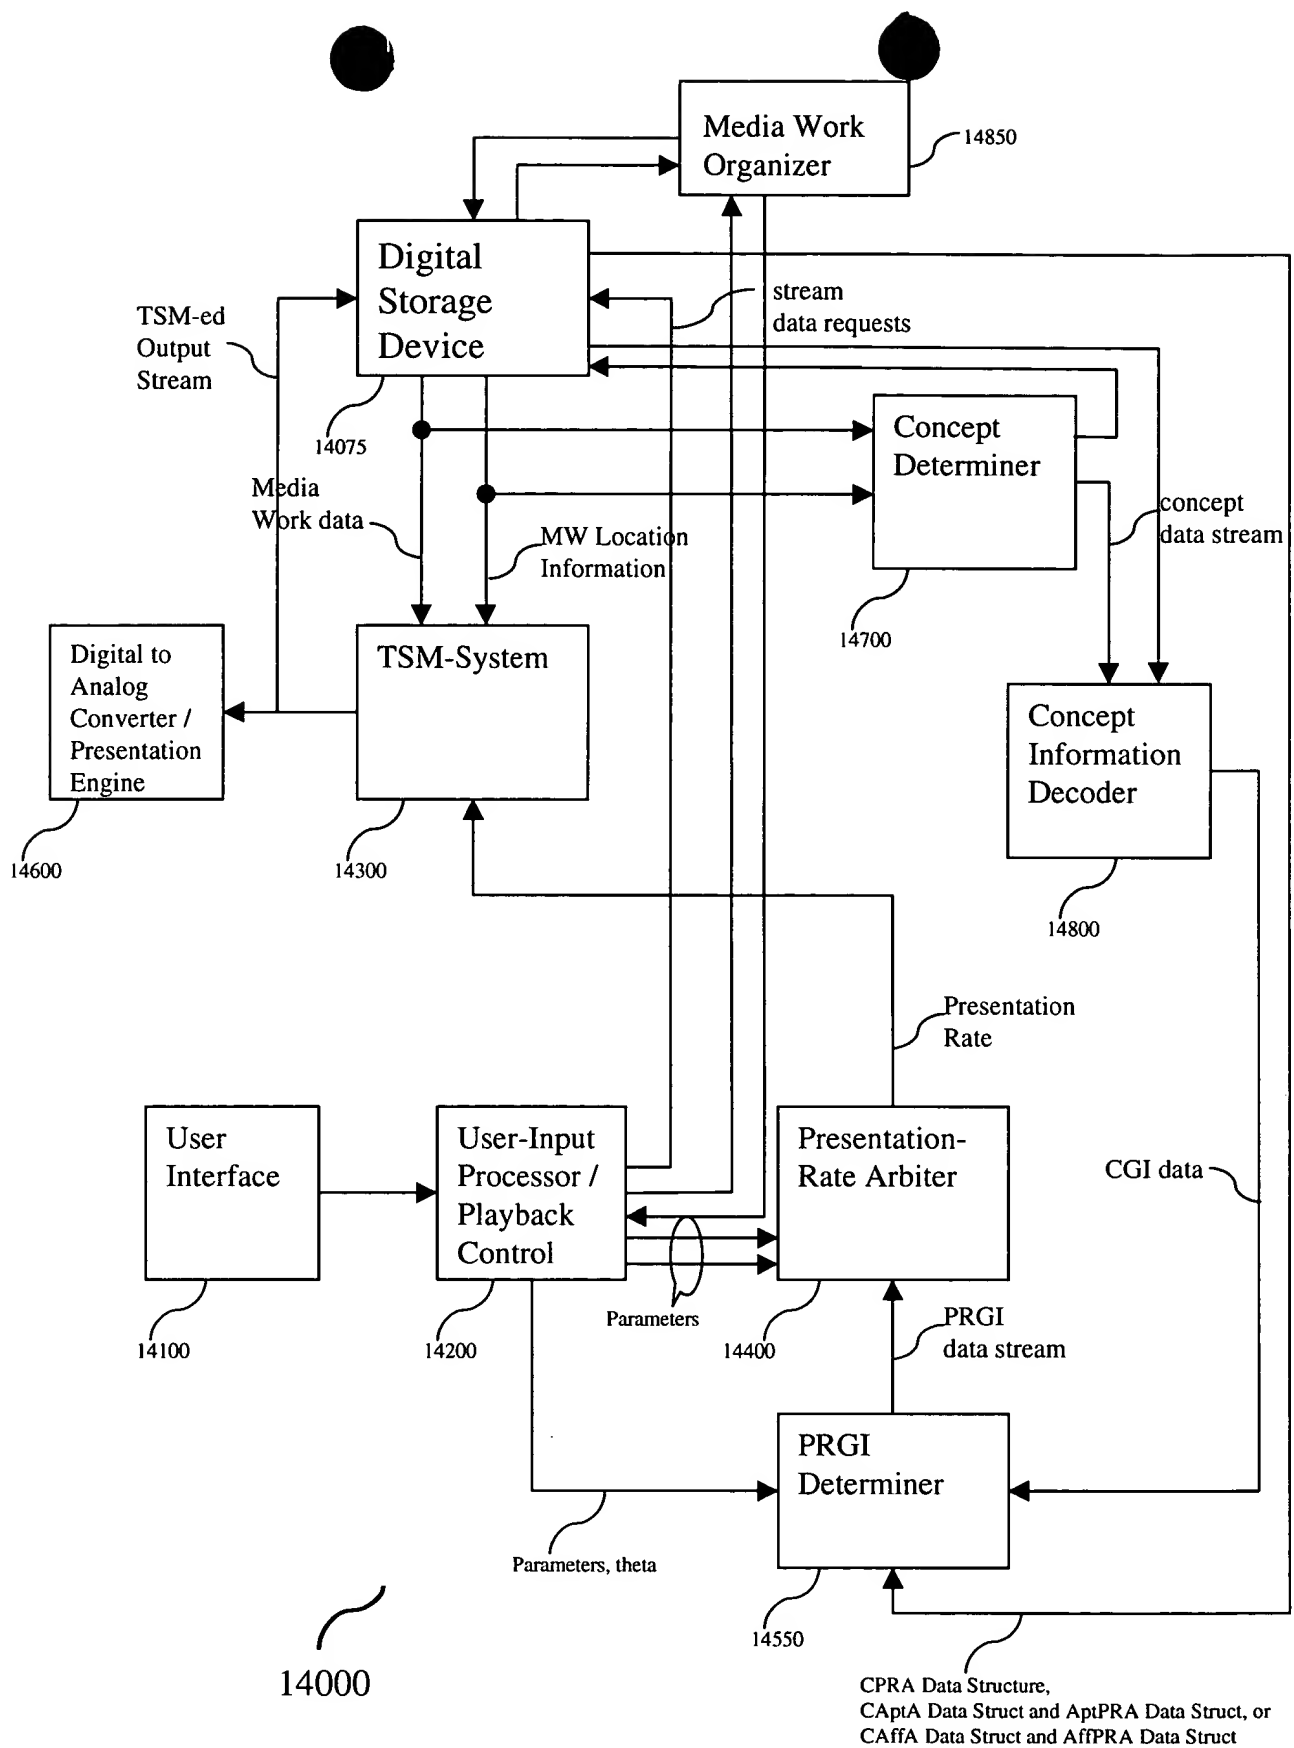 Media Work
Organizer
14850
Digital
Storage
Device
stream
data requests
TSM-ed
Output
Stream
14075
Concept
Determiner
Media
Work data
MW Location
Information
concept
data stream
14700
Digital to
Analog
Converter /
Presentation
Engine
TSM-System
Concept
Information
Decoder
14600
14300
14800
Presentation
Rate
User
Interface
User-Input
Processor /
Playback
Control
Presentation-
Rate Arbiter
CGI data
Parameters
14100
14200
14400
PRGI
data stream
PRGI
Determiner
Parameters, theta
14550
14000
CPRA Data Structure,
CAptA Data Struct and AptPRA Data Struct, or
CAffA Data Struct and AffPRA Data Struct